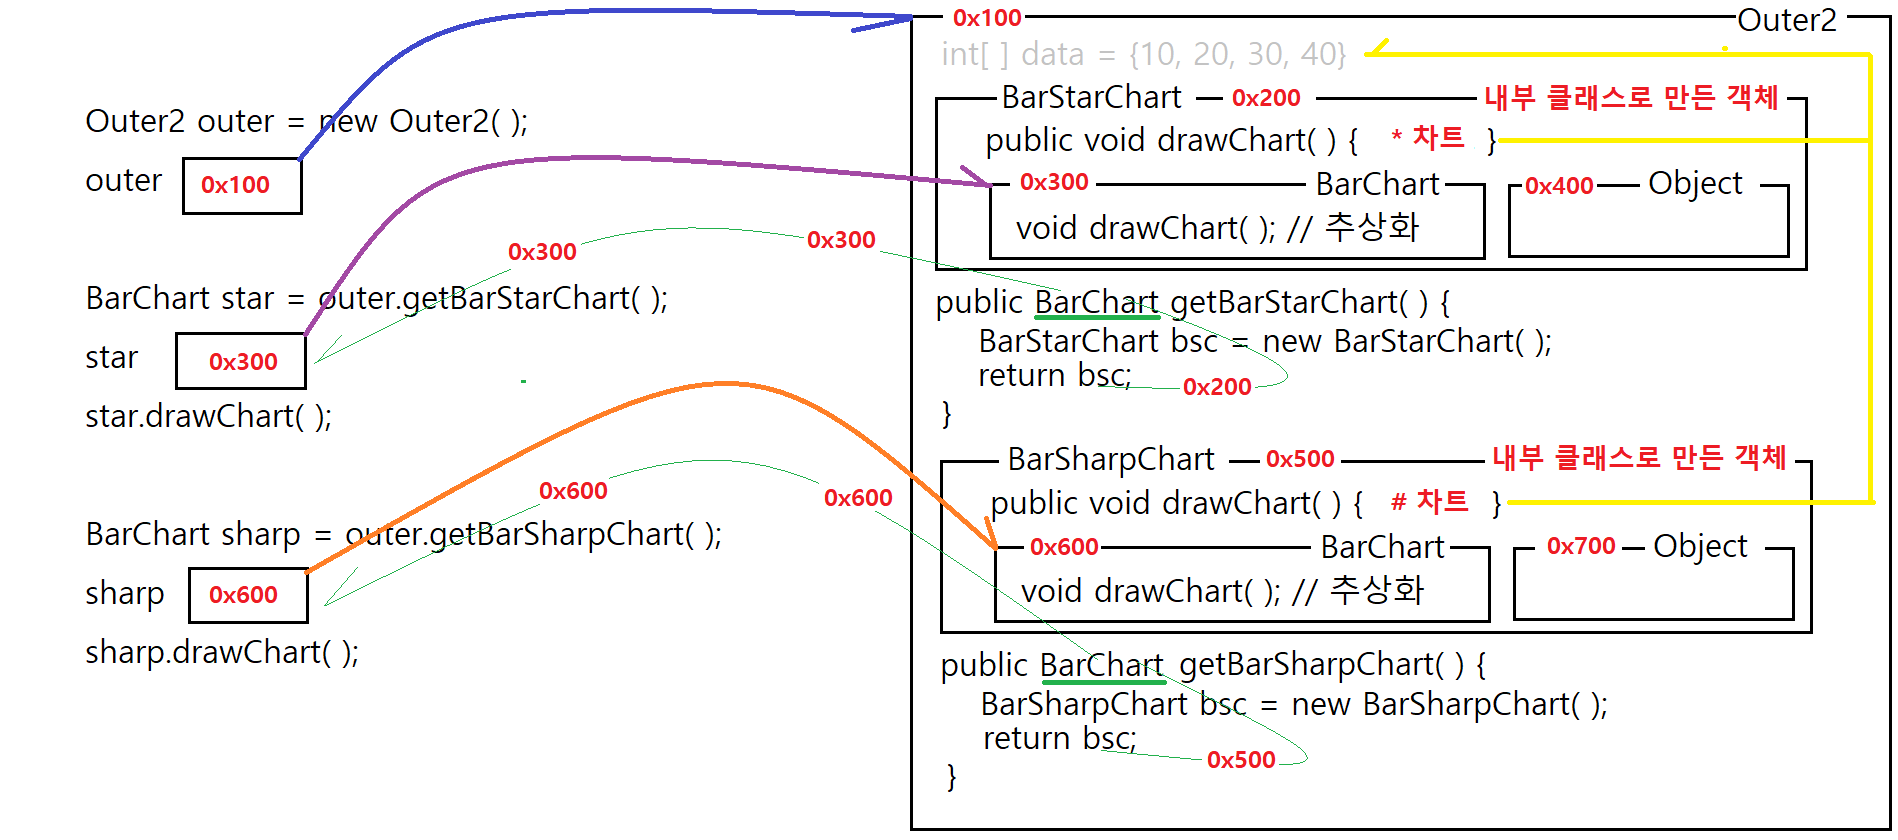 Outer2 outer = new Outer2( );
outer 0x100
BarChart star = outer.getBarStarChart( );
star 0x300
star.drawChart( );
BarChart sharp = outer.getBarSharpChart( );
sharp 0x600
sharp.drawChart( );
0x300
0x300
0x600
0x600
0x100 Outer2
int[ ] data = {10, 20, 30, 40}
BarStarChart 0x200 내부 클래스로 만든 객체
public void drawChart( ) { * 차트 }
0x300 BarChart 0x400 Object
void drawChart( ); // 추상화
public BarChart getBarStarChart( ) {
BarStarChart bsc = new BarStarChart( );
return bsc; 0x200
}
BarSharpChart 0x500 내부 클래스로 만든 객체
public void drawChart( ) { # 차트 }
0x600 BarChart 0x700 Object
void drawChart( ); // 추상화
public BarChart getBarSharpChart( ) {
BarSharpChart bsc = new BarSharpChart( );
return bsc; 0x500
}